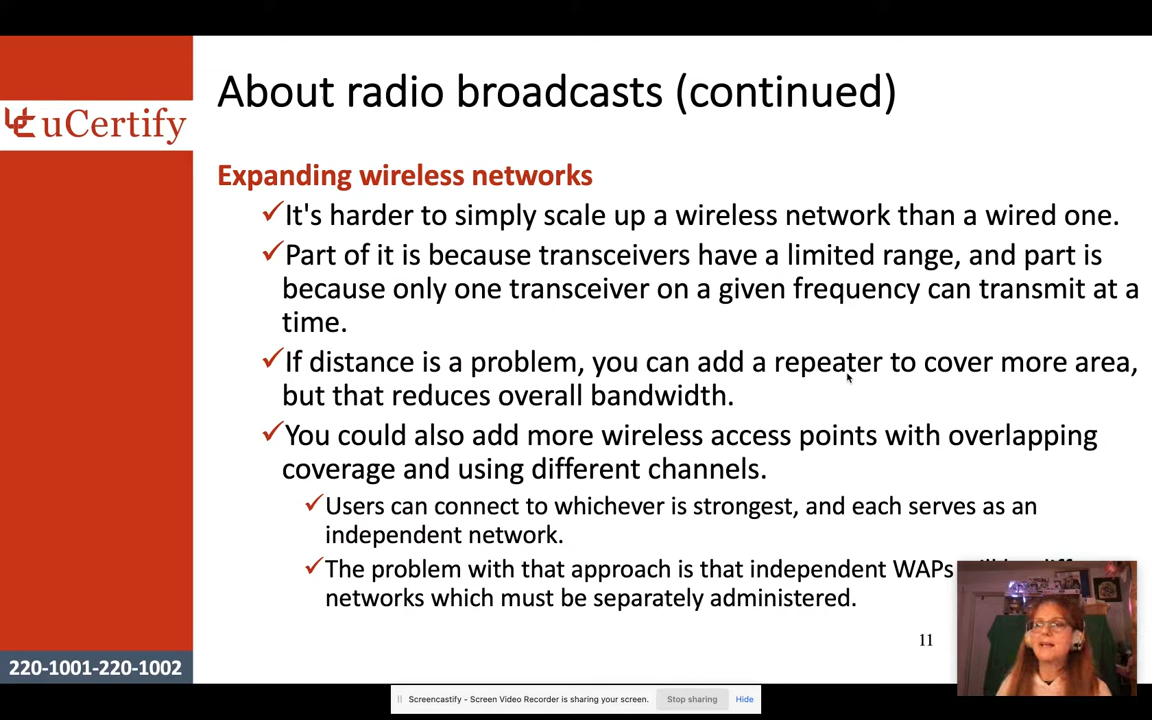 About radio broadcasts (continued)
uCertify
Expanding wireless networks
It's harder to simply scale up a wireless network than a wired one.
Part of it is because transceivers have a limited range, and part is
because only one transceiver on a given frequency can transmit at a
time.
If distance is a problem, you can add a repeater to cover more area,
but that reduces overall bandwidth.
You could also add more wireless access points with overlapping
coverage and using different channels.
Users can connect to whichever is strongest, and each serves as an
independent network.
The problem with that approach is that independent WAPs
networks which must be separately administered.
11
220-1001-220-1002
Screencastify - Screen Video Recorder is sharing your screen.
Stop sharing
Hide